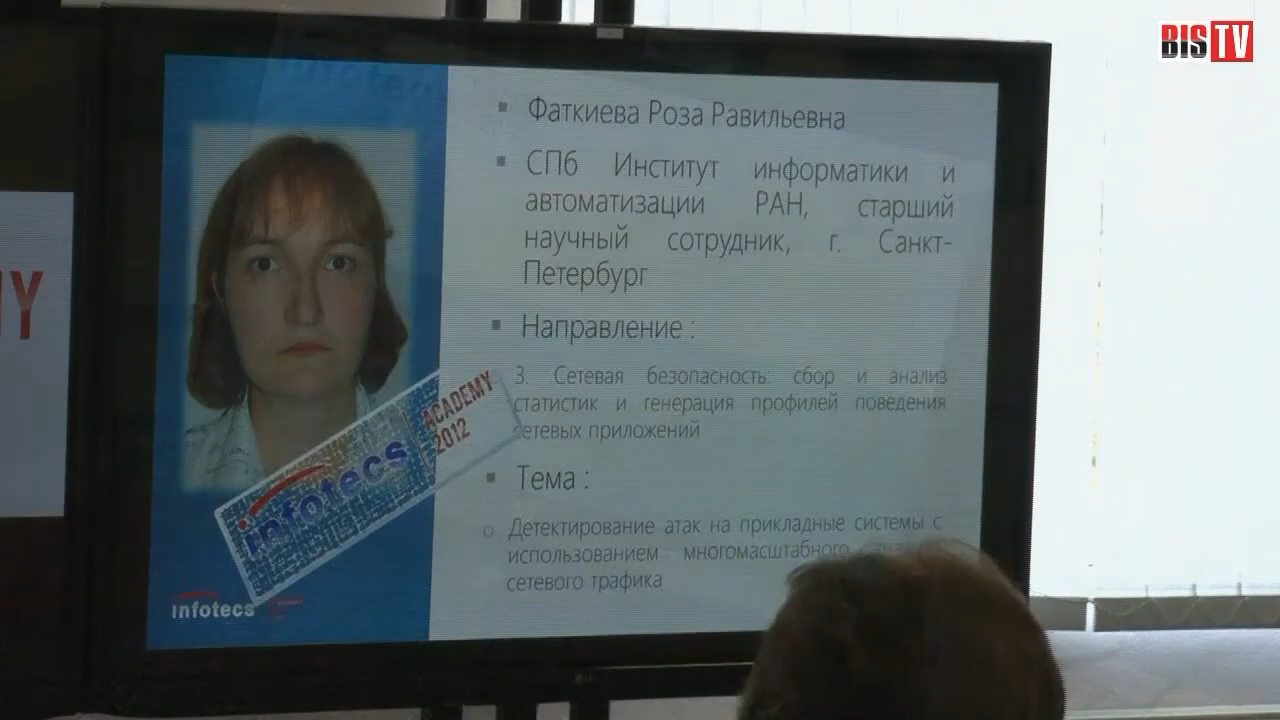 BISTV
Фаткиева Роза Равильевна
СПб Институт информатики и
автоматизации РАН, старший
научный сотрудник, г. Санкт-
Петербург
Направление :
3. Сетевая безопасность: сбор и анализ
статистик и генерация профилей поведения
сетевых приложений
Тема :
Детектирование атак на прикладные системы с
использованием многомасштабного
сетевого трафика
infotecs
ACADEMY
2012
infotecs